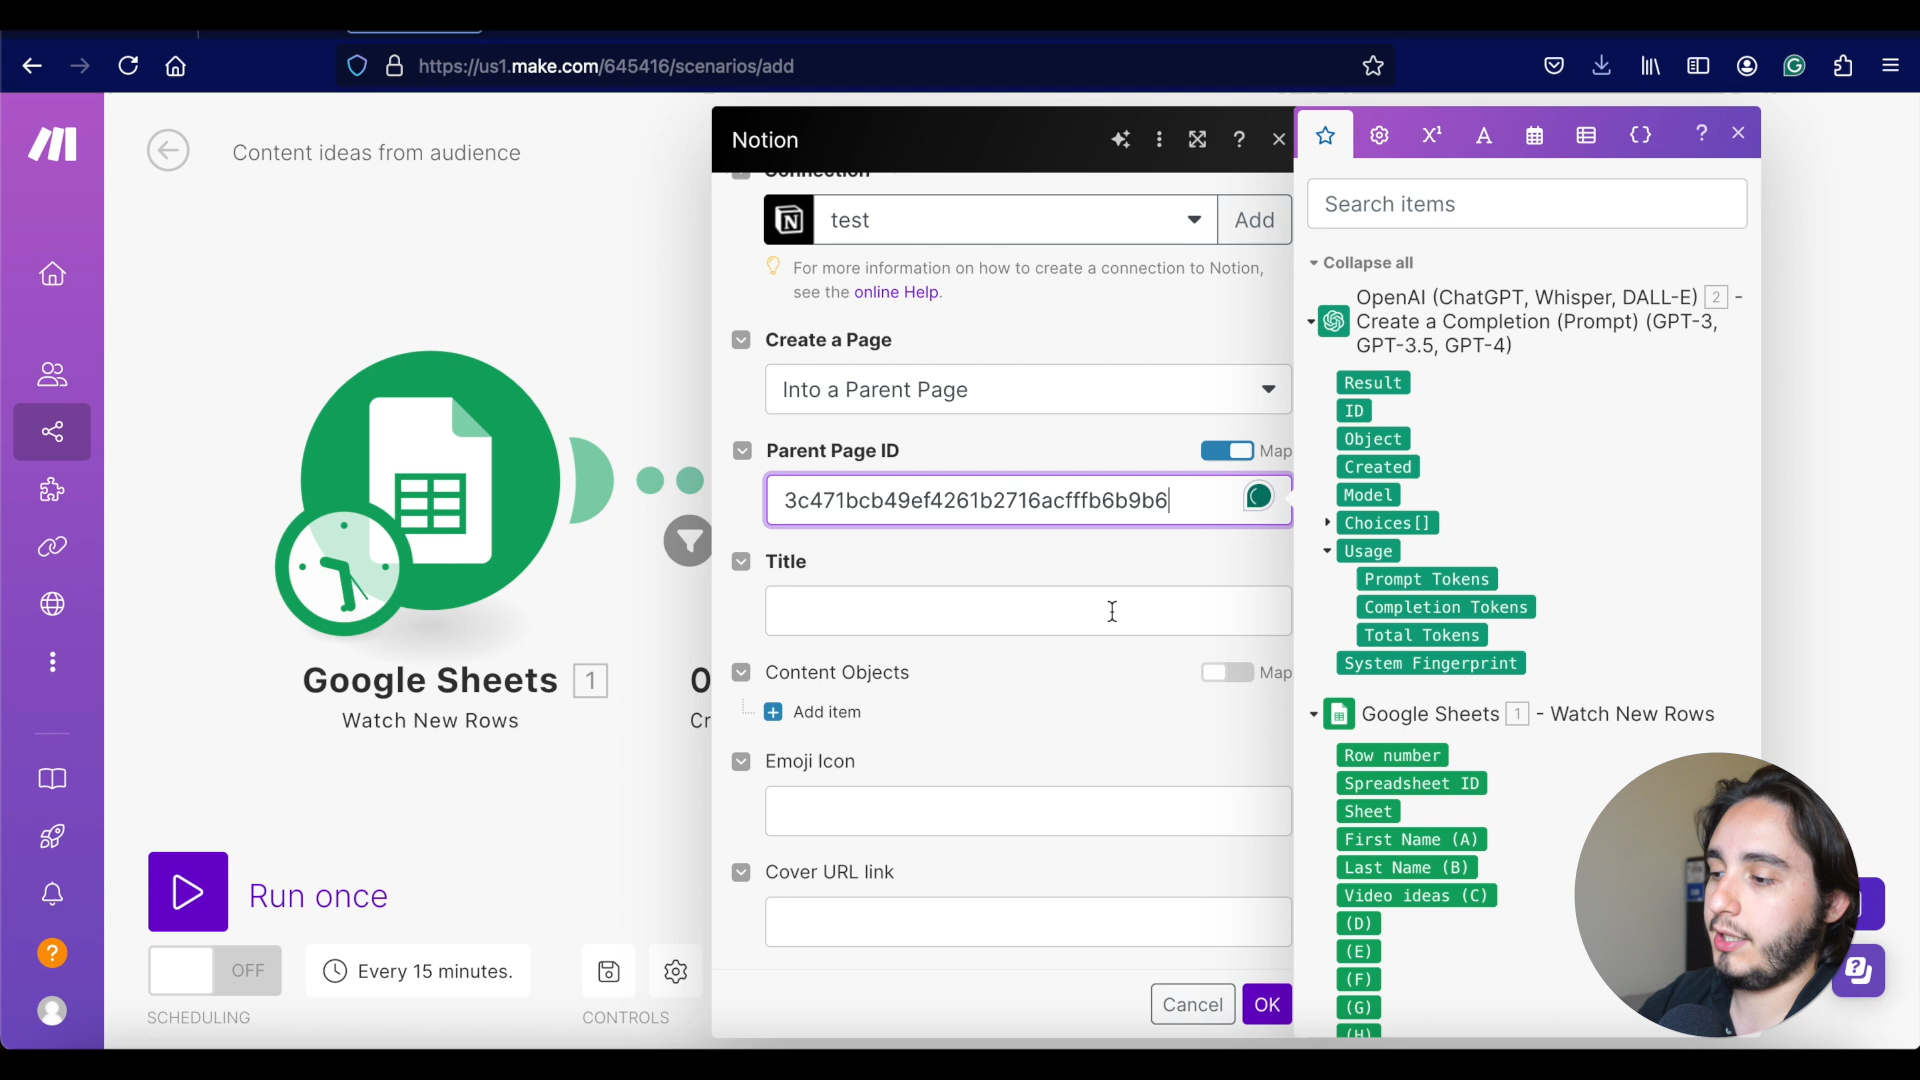 https://us1.make.com/645416/scenarios/add
Content ideas from audience
Google Sheets 1
Watch New Rows
O
Cr
Run once
OFF
Every 15 minutes.
SCHEDULING
CONTROLS
Notion
Connection
test
Add
For more information on how to create a connection to Notion,
see the online Help.
Create a Page
Into a Parent Page
Parent Page ID
Map
3c471bcb49ef4261b2716acfffb6b9b6
Title
Content Objects
Map
Add item
Emoji Icon
Cover URL link
Cancel
OK
Search items
Collapse all
OpenAI (ChatGPT, Whisper, DALL-E) 2 -
Create a Completion (Prompt) (GPT-3,
GPT-3.5, GPT-4)
Result
ID
Object
Created
Model
Choices[]
Usage
Prompt Tokens
Completion Tokens
Total Tokens
System Fingerprint
Google Sheets 1 - Watch New Rows
Row number
Spreadsheet ID
Sheet
First Name (A)
Last Name (B)
Video ideas (C)
(D)
(E)
(F)
(G)
(H)